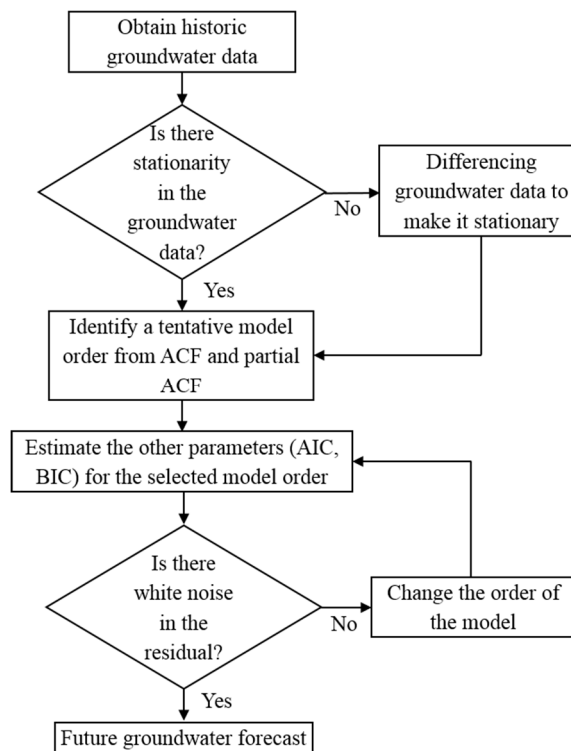 Obtain historic
groundwater data
Is there
stationarity
in the
groundwater
data?
No
Differencing
groundwater data to
make it stationary
Yes
Identify a tentative model
order from ACF and partial
ACF
Estimate the other parameters (AIC,
BIC) for the selected model order
Is there
white noise
in the
residual?
No
Change the order of
the model
Yes
Future groundwater forecast